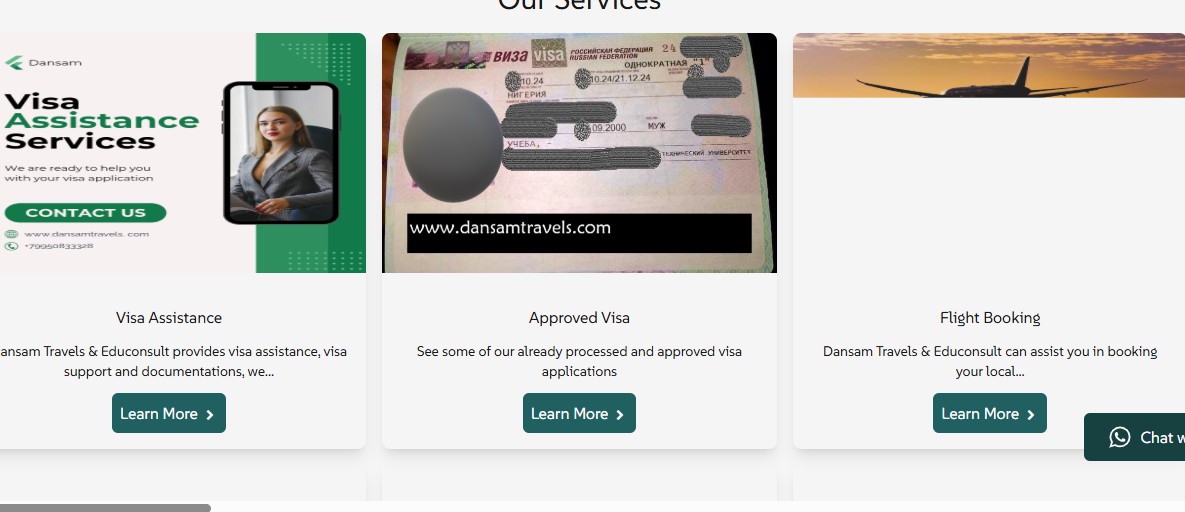 Our Services
Dansam
Visa
Assistance
Services
We are ready to help you
with your visa application
CONTACT US
www.dansamtravels. com
+79950833328
ВИЗА visa РОССИЙСКАЯ ФЕДЕРАЦИЯ
RUSSIAN FEDERATION
24
ОДНОКРАТНАЯ "1"
10.24
10.24/21.12.24
НИГЕРИЯ
09.2000
МУЖ
УЧЕБА, -
ТЕХНИЧЕСКИЙ УНИВЕРСИТЕТ
www.dansamtravels.com
Visa Assistance
ansam Travels & Educonsult provides visa assistance, visa
support and documentations, we...
Learn More
Approved Visa
See some of our already processed and approved visa
applications
Learn More
Flight Booking
Dansam Travels & Educonsult can assist you in booking
your local...
Learn More
Chat w